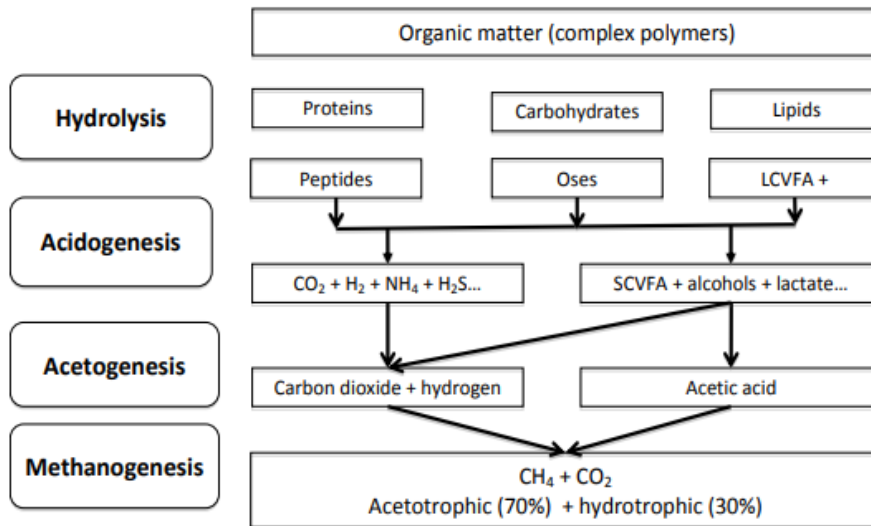 Organic matter (complex polymers)
Hydrolysis
Proteins
Carbohydrates
Lipids
Peptides
Oses
LCVFA +
Acidogenesis
CO₂ + H₂ + NH₄ + H₂S...
SCVFA + alcohols + lactate...
Acetogenesis
Carbon dioxide + hydrogen
Acetic acid
Methanogenesis
CH₄ + CO₂
Acetotrophic (70%) + hydrotrophic (30%)